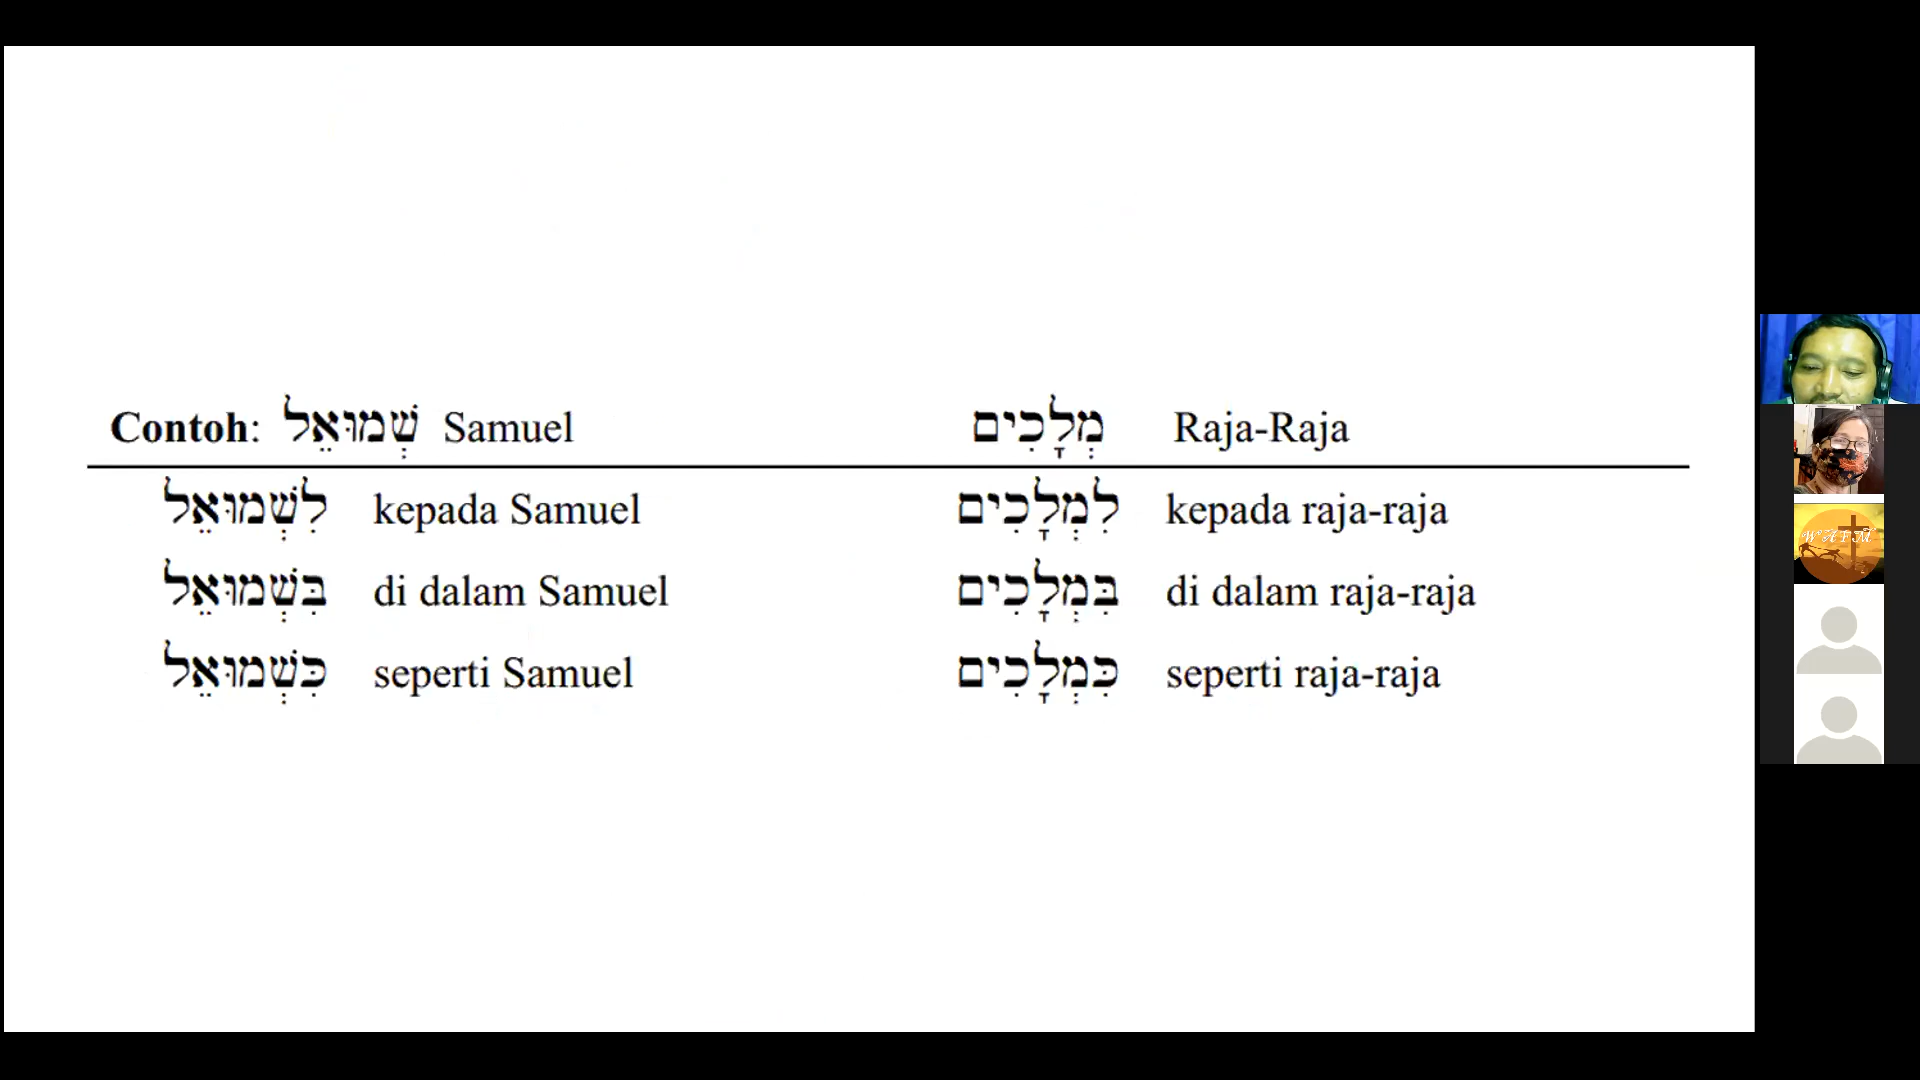 Contoh: שְׁמוּאֵל Samuel מְלָכִים Raja-Raja
לִשְׁמוּאֵל kepada Samuel לִמְלָכִים kepada raja-raja
בִּשְׁמוּאֵל di dalam Samuel בִּמְלָכִים di dalam raja-raja
כִּשְׁמוּאֵל seperti Samuel כִּמְלָכִים seperti raja-raja
WAFM